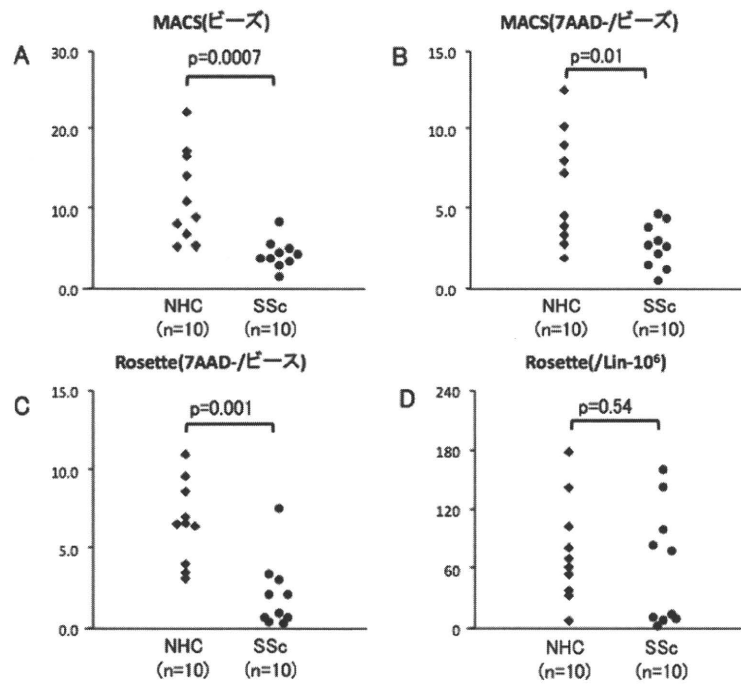 MACS(ビーズ)
A
30.0
20.0
10.0
0.0
p=0.0007
NHC
(n=10)
SSc
(n=10)
MACS(7AAD-/ビーズ)
B
15.0
10.0
5.0
0.0
p=0.01
NHC
(n=10)
SSc
(n=10)
Rosette(7AAD-/ビース)
C
15.0
10.0
5.0
0.0
p=0.001
NHC
(n=10)
SSc
(n=10)
Rosette(/Lin-10⁶)
D
240
180
120
60
0
p=0.54
NHC
(n=10)
SSc
(n=10)